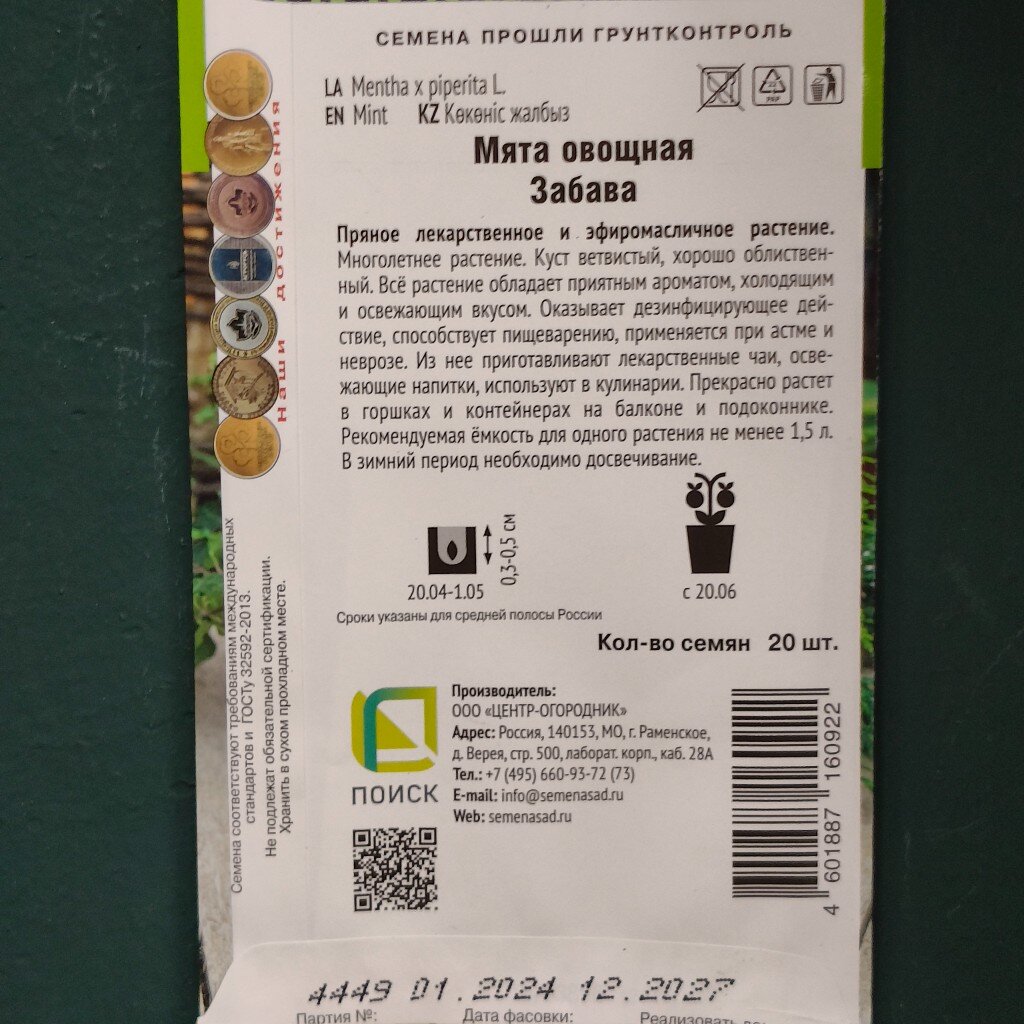 СЕМЕНА ПРОШЛИ ГРУНТКОНТРОЛЬ
LA Mentha x piperita L.
EN Mint KZ Көкөніс жалбыз
PRP
Мята овощная
Забава
Пряное лекарственное и эфиромасличное растение.
Многолетнее растение. Куст ветвистый, хорошо облиствен-
ный. Всё растение обладает приятным ароматом, холодящим
и освежающим вкусом. Оказывает дезинфицирующее дей-
ствие, способствует пищеварению, применяется при астме и
неврозе. Из нее приготавливают лекарственные чаи, осве-
жающие напитки, используют в кулинарии. Прекрасно растет
в горшках и контейнерах на балконе и подоконнике.
Рекомендуемая ёмкость для одного растения не менее 1,5 л.
В зимний период необходимо досвечивание.
Наши достижения
0,3-0,5 см
20.04-1.05
с 20.06
Сроки указаны для средней полосы России
Кол-во семян 20 шт.
Семена соответствуют требованиям международных
стандартов и ГОСТу 32592-2013.
Не подлежат обязательной сертификации.
Хранить в сухом прохладном месте.
ПОИСК
Производитель:
ООО «ЦЕНТР-ОГОРОДНИК»
Адрес: Россия, 140153, МО, г. Раменское,
д. Верея, стр. 500, лаборат. корп., каб. 28А
Тел.: +7 (495) 660-93-72 (73)
E-mail: info@semenasad.ru
Web: semenasad.ru
4 601887 160922
4449 01.2024 12.2027
Партия №: Дата фасовки: Реализовать до: